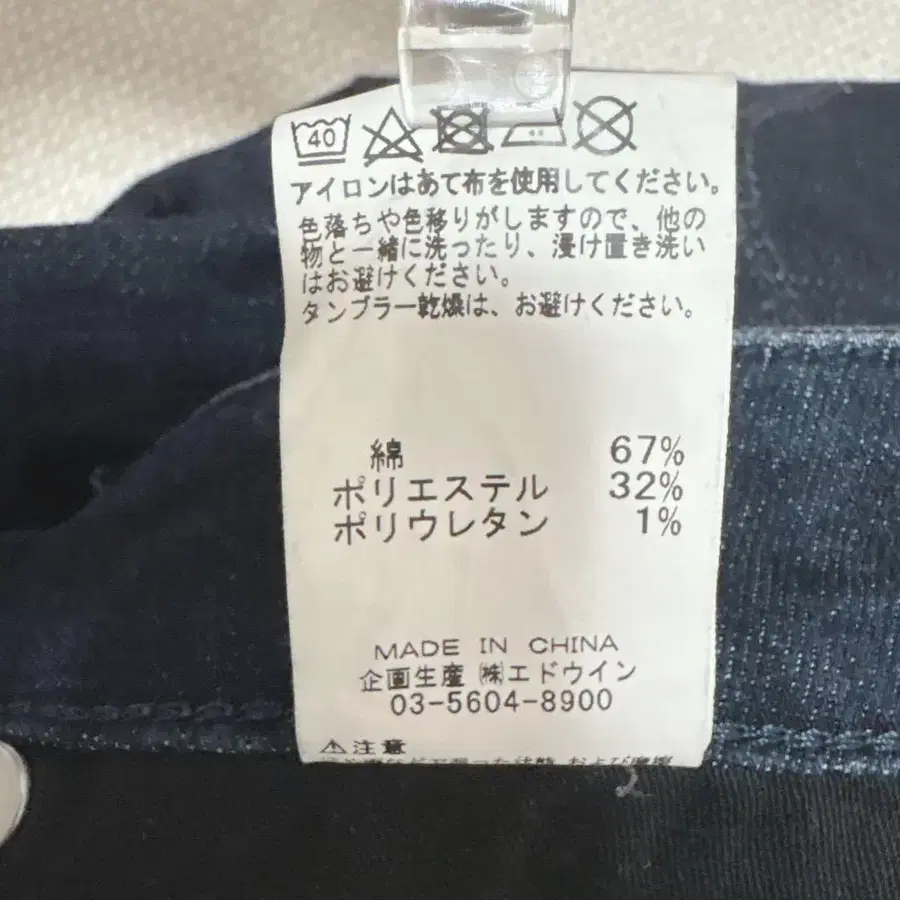 40
アイロンはあて布を使用してください。
色落ちや色移りがしますので、他の
物と一緒に洗ったり、浸け置き洗い
はお避けください。
タンブラー乾燥は、お避けください。
綿 67%
ポリエステル 32%
ポリウレタン 1%
MADE IN CHINA
企画生産 ㈱エドウイン
03-5604-8900
⚠注意